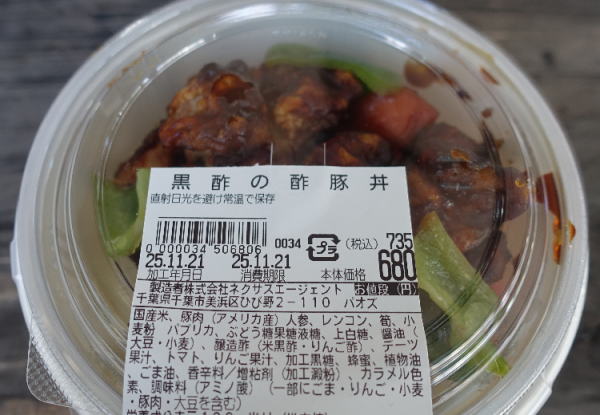 黒酢の酢豚丼
直射日光を避け常温で保存
0 000034 506806 0034 プラ (税込) 735
25.11.21 25.11.21 680
加工年月日 消費期限 本体価格
製造者株式会社ネクサスエージェント お値段 (円)
千葉県千葉市美浜区ひび野2-110 パオズ
国産米、豚肉 (アメリカ産) 人参、レンコン、筍、小
麦粉、パプリカ、ぶどう糖果糖液糖、上白糖、醤油 (
大豆・小麦)、醸造酢 (米黒酢・りんご酢)、デーツ
果汁、トマト、りんご果汁、加工黒糖、蜂蜜、植物油
、ごま油、香辛料/増粘剤 (加工澱粉)、カラメル色
素、調味料 (アミノ酸) (一部にごま・りんご・小麦
・豚肉・大豆を含む)